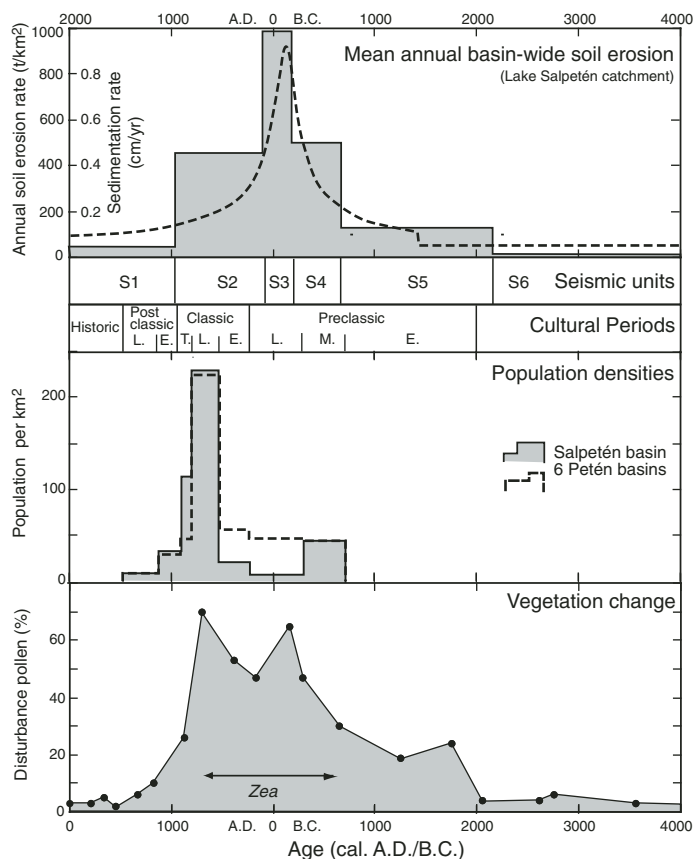 2000 1000 A.D. 0 B.C. 1000 2000 3000 4000
Mean annual basin-wide soil erosion
(Lake Salpetén catchment)
Annual soil erosion rate (t/km2)
1000
800
600
400
200
0
Sedimentation rate
(cm/yr)
0.8
0.6
0.4
0.2
S1 S2 S3 S4 S5 S6 Seismic units
Historic Post classic Classic Preclassic Cultural Periods
L. E. T. L. E. L. M. E.
Population densities
Population per km2
200
100
0
Salpetén basin
6 Petén basins
Vegetation change
Disturbance pollen (%)
60
40
20
0
Zea
0 1000 A.D. 0 B.C. 1000 2000 3000 4000
Age (cal. A.D./B.C.)